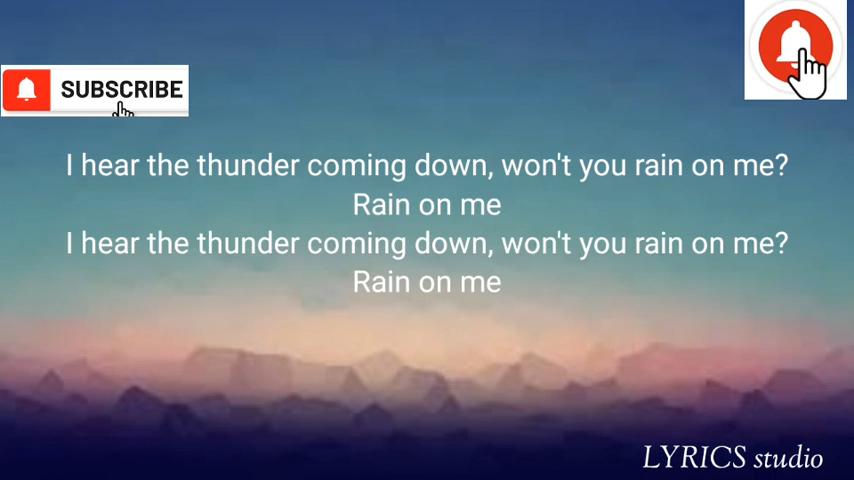 SUBSCRIBE
I hear the thunder coming down, won't you rain on me?
Rain on me
I hear the thunder coming down, won't you rain on me?
Rain on me
LYRICS studio